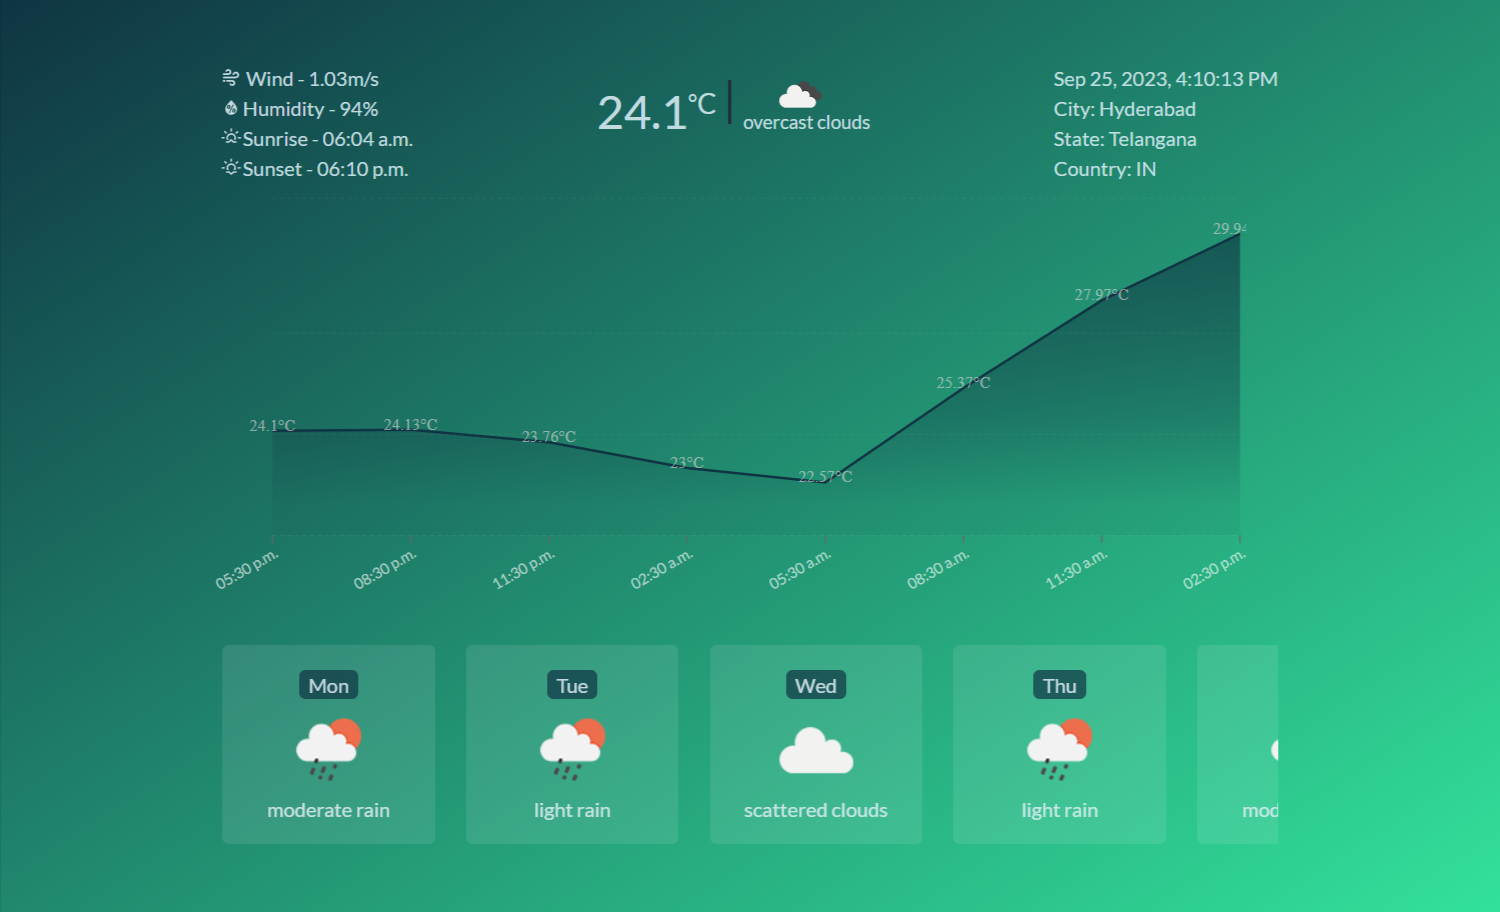 Wind - 1.03m/s
Humidity - 94%
Sunrise - 06:04 a.m.
Sunset - 06:10 p.m.
24.1°C
overcast clouds
Sep 25, 2023, 4:10:13 PM
City: Hyderabad
State: Telangana
Country: IN
29.94
27.97°C
25.37°C
24.1°C
24.13°C
23.76°C
23°C
22.57°C
05:30 p.m.
08:30 p.m.
11:30 p.m.
02:30 a.m.
05:30 a.m.
08:30 a.m.
11:30 a.m.
02:30 p.m.
Mon
moderate rain
Tue
light rain
Wed
scattered clouds
Thu
light rain
mod